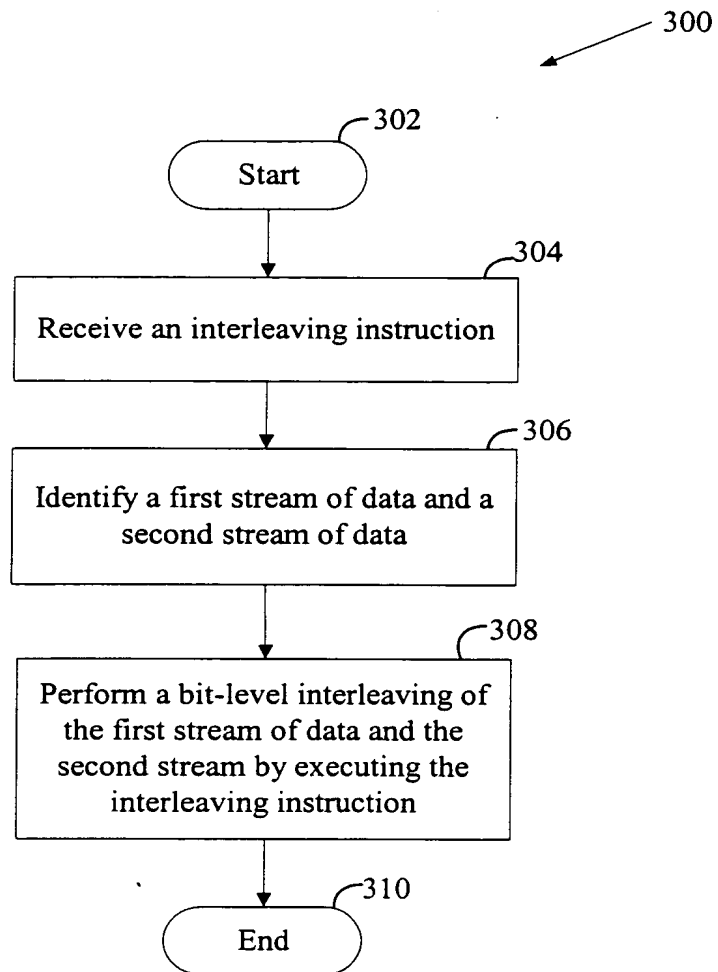 300
302
Start
304
Receive an interleaving instruction
306
Identify a first stream of data and a
second stream of data
308
Perform a bit-level interleaving of
the first stream of data and the
second stream by executing the
interleaving instruction
310
End